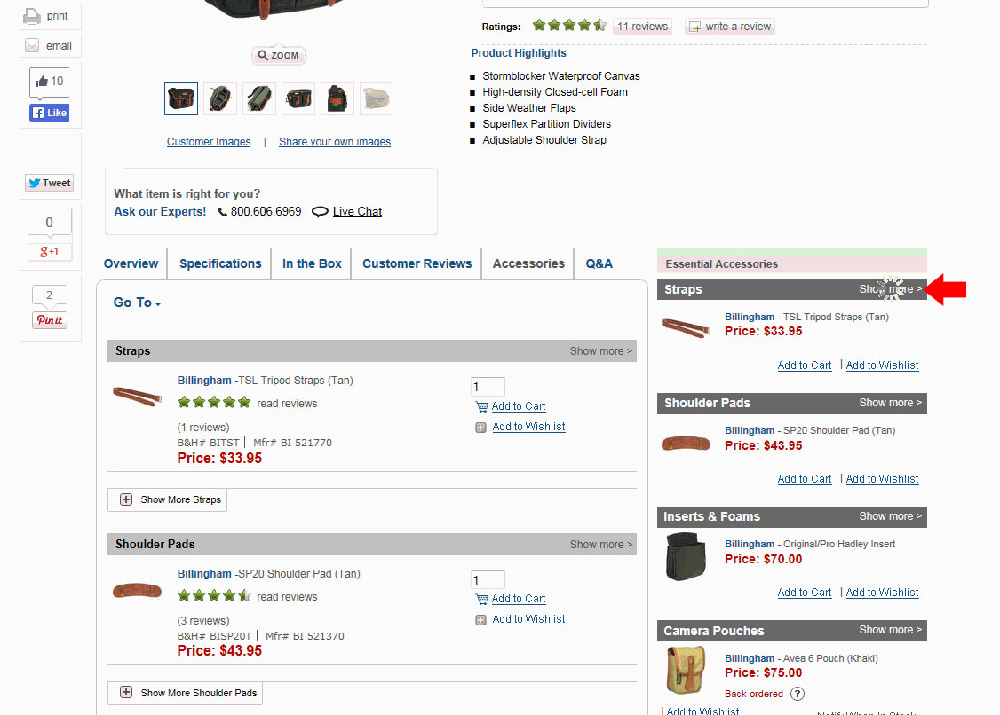 print
email
10
Like
Tweet
0
g+1
2
Pinit
ZOOM
Customer Images | Share your own images
What item is right for you?
Ask our Experts! 800.606.6969 Live Chat
Ratings: 11 reviews write a review
Product Highlights
Stormblocker Waterproof Canvas
High-density Closed-cell Foam
Side Weather Flaps
Superflex Partition Dividers
Adjustable Shoulder Strap
Overview Specifications In the Box Customer Reviews Accessories Q&A
Go To
Straps Show more >
Billingham -TSL Tripod Straps (Tan)
read reviews
(1 reviews)
B&H# BITST | Mfr# BI 521770
Price: $33.95
1
Add to Cart
Add to Wishlist
Show More Straps
Shoulder Pads Show more >
Billingham -SP20 Shoulder Pad (Tan)
read reviews
(3 reviews)
B&H# BISP20T | Mfr# BI 521370
Price: $43.95
1
Add to Cart
Add to Wishlist
Show More Shoulder Pads
Essential Accessories
Straps Show more >
Billingham - TSL Tripod Straps (Tan)
Price: $33.95
Add to Cart | Add to Wishlist
Shoulder Pads Show more >
Billingham - SP20 Shoulder Pad (Tan)
Price: $43.95
Add to Cart | Add to Wishlist
Inserts & Foams Show more >
Billingham - Original/Pro Hadley Insert
Price: $70.00
Add to Cart | Add to Wishlist
Camera Pouches Show more >
Billingham - Avea 6 Pouch (Khaki)
Price: $75.00
Back-ordered ?
| Add to Wishlist
Notify When In Stock